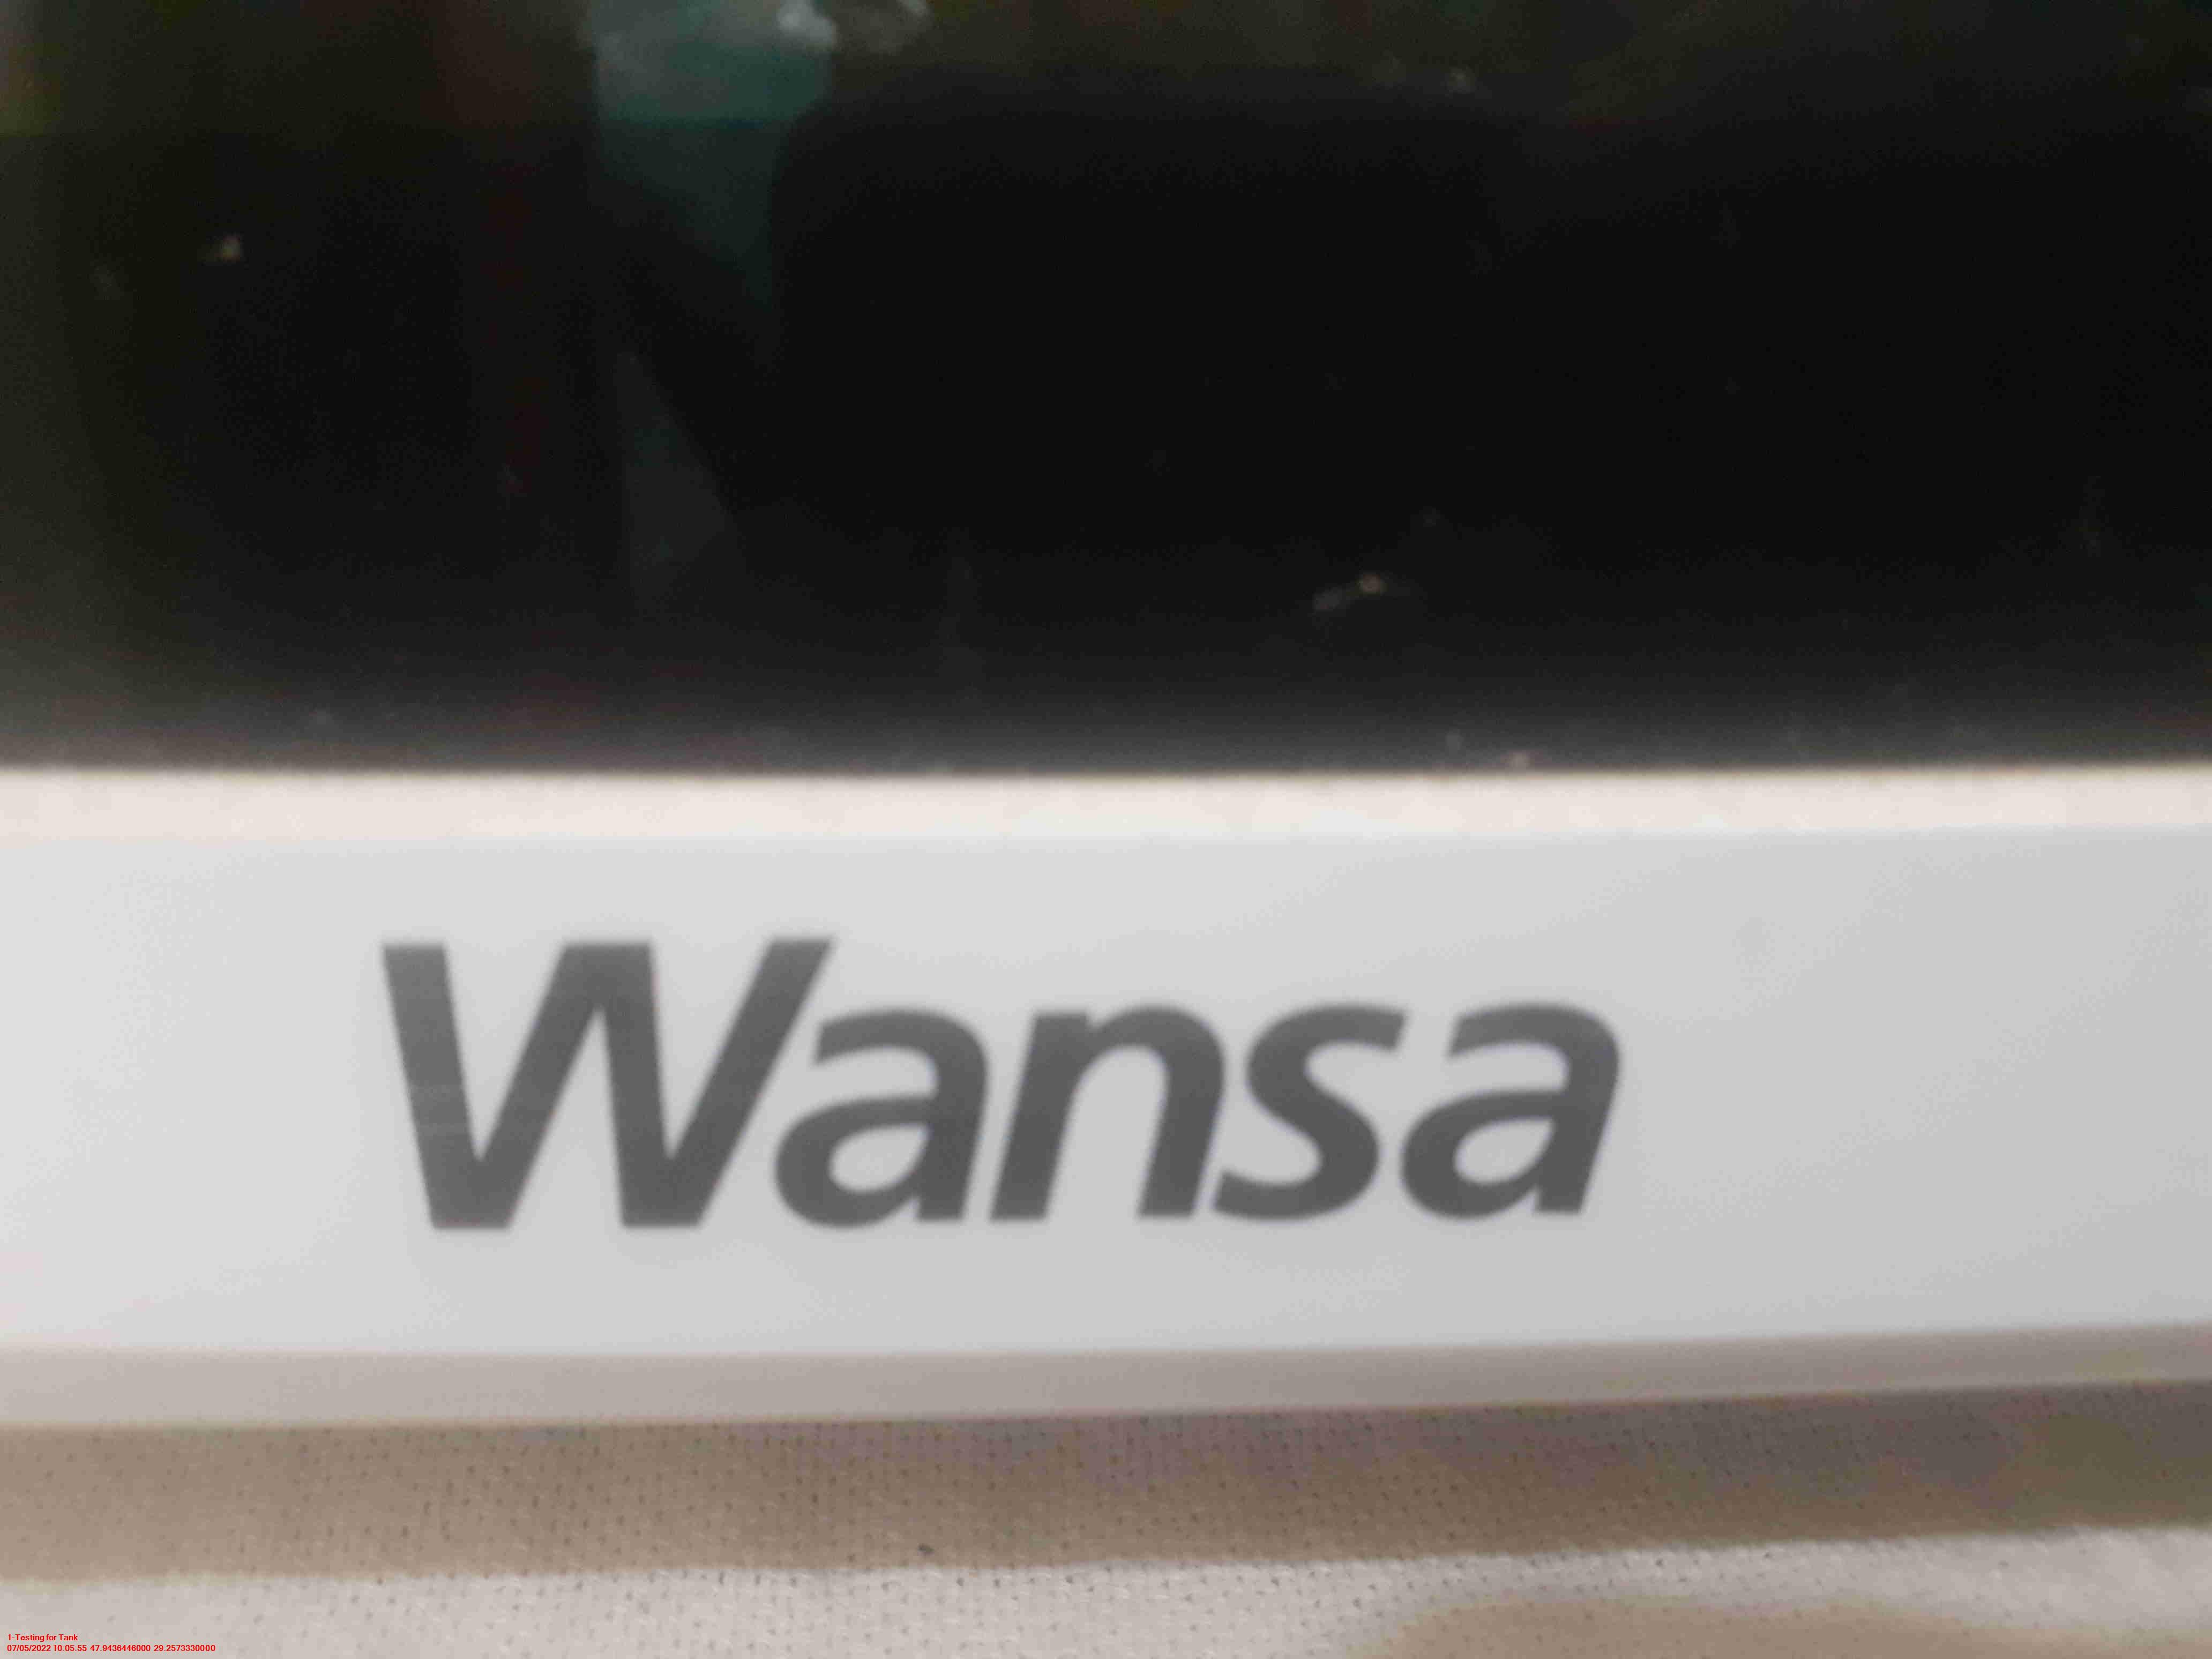 Wansa
1-Testing for Tank
07/05/2022 10:05:55 47.9436446000 29.2573330000